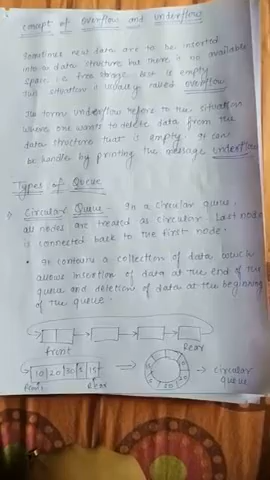 concept of overflow and underflow
Sometimes new data are to be inserted
into a data structure but there is no available
space i.e. free storage list is empty
This situation is usually called overflow.
The term underflow refers to the situation
where one wants to delete data from the
data structure that is empty. It can
be handler by printing the message underflow
Types of Queue
Circular Queue - In a circular queue,
all nodes are treated as circular last node
is connected back to the first node.
• It contains a collection of data which
allows insertion of data at the end of the
queue and deletion of data at the beginning
of the queue.
front
Rear
10 20 30 5 15
front
Rear
circular
queue